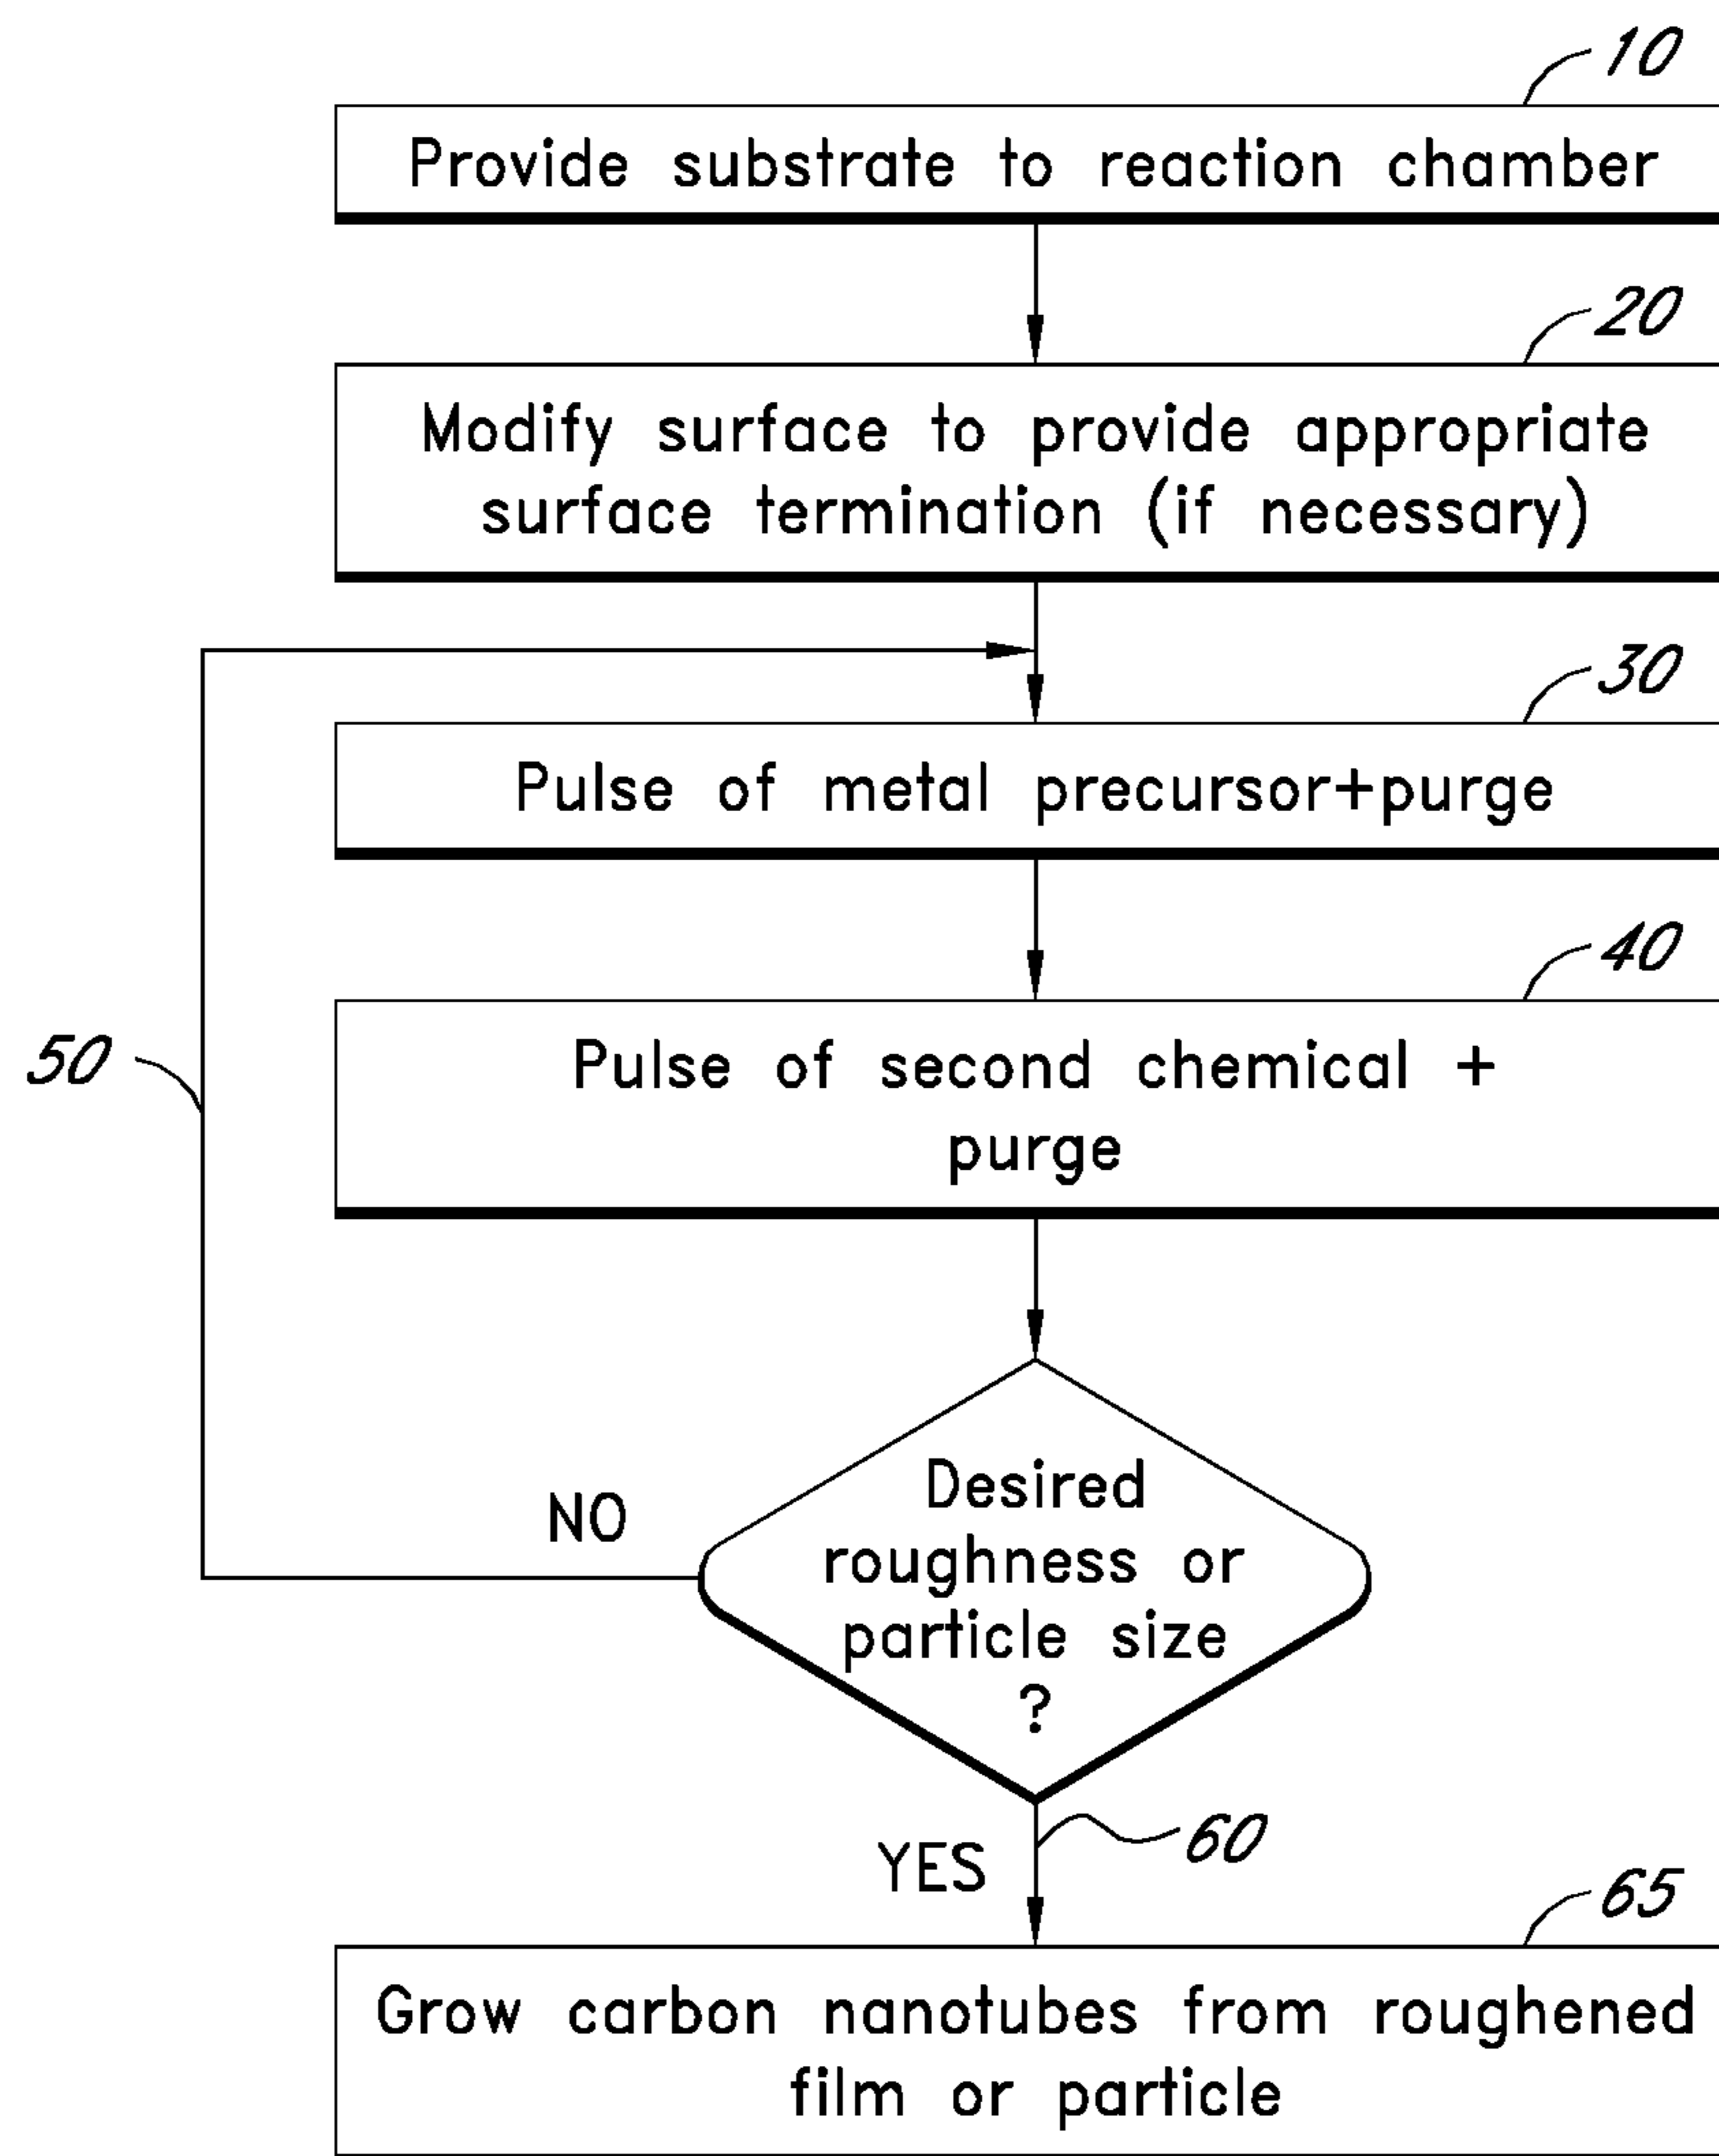 10
Provide substrate to reaction chamber
20
Modify surface to provide appropriate
surface termination (if necessary)
30
Pulse of metal precursor+purge
40
Pulse of second chemical +
purge
50
Desired
roughness or
particle size
?
NO
YES
60
65
Grow carbon nanotubes from roughened
film or particle